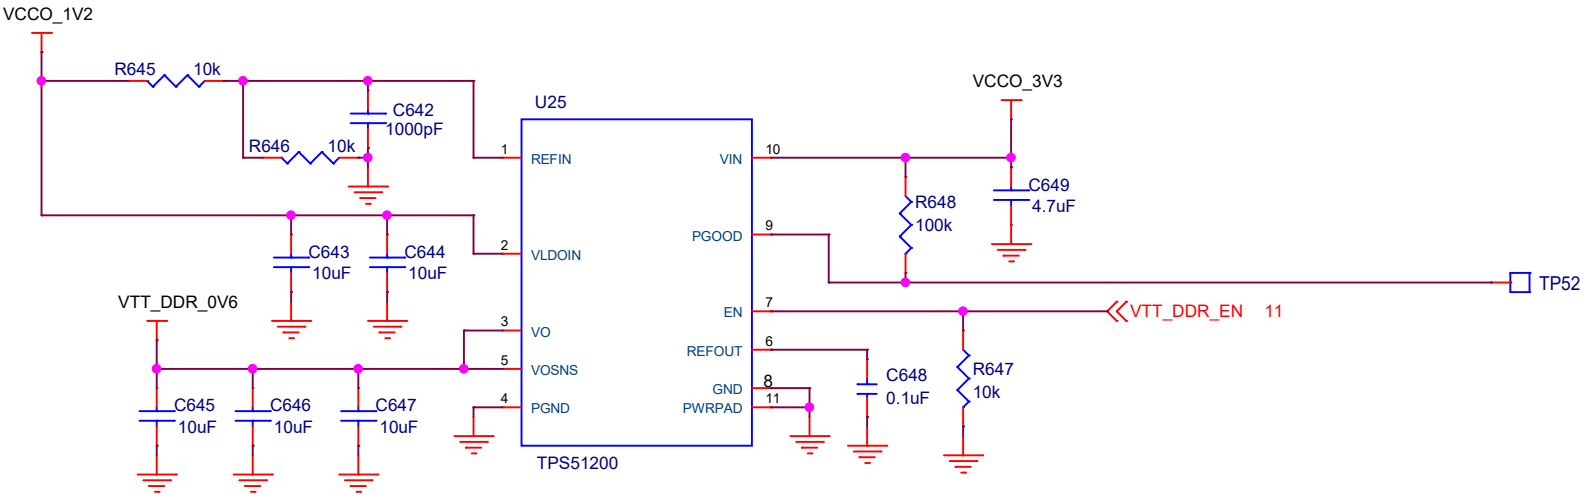 VCCO_1V2
R645 10k
C642
1000pF
R646 10k
U25
1 REFIN
2 VLDOIN
3 VO
5 VOSNS
4 PGND
VIN 10
PGOOD 9
EN 7
REFOUT 6
GND 8
PWRPAD 11
TPS51200
C643
10uF
C644
10uF
VTT_DDR_0V6
C645
10uF
C646
10uF
C647
10uF
VCCO_3V3
R648
100k
C649
4.7uF
TP52
VTT_DDR_EN 11
C648
0.1uF
R647
10k